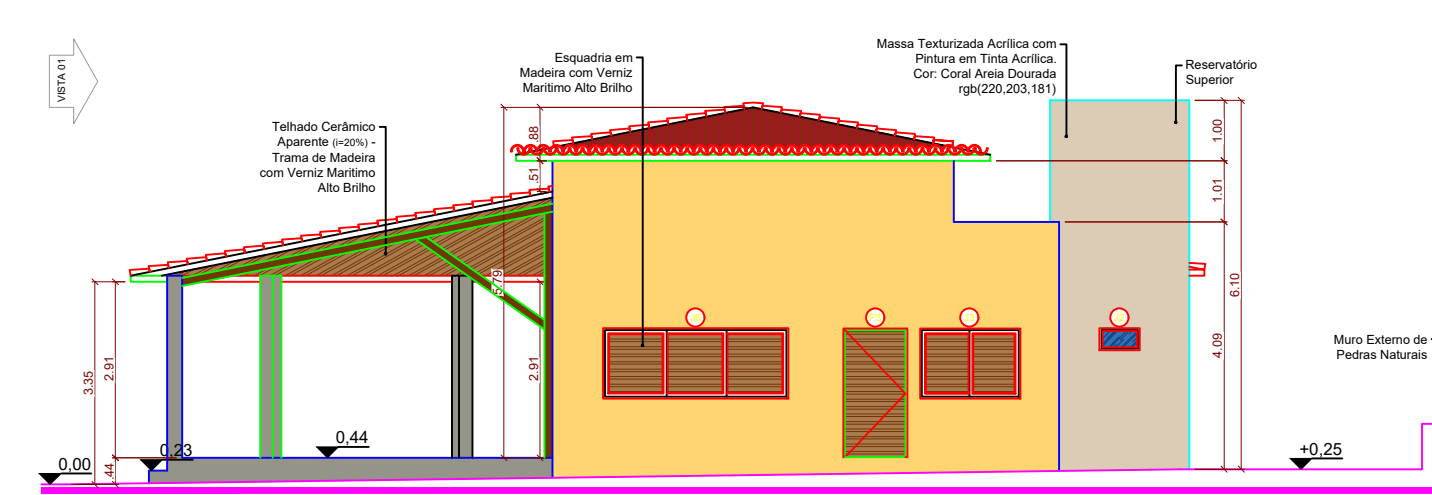 VISTA 01
Esquadria em
Madeira com Verniz
Maritimo Alto Brilho
Massa Texturizada Acrílica com
Pintura em Tinta Acrílica.
Cor: Coral Areia Dourada
rgb(220,203,181)
Reservatório
Superior
Telhado Cerâmico
Aparente (i=20%) -
Trama de Madeira
com Verniz Maritimo
Alto Brilho
.88
.51
5.79
1.00
1.01
6.10
4.09
P3
Muro Externo de
Pedras Naturais
3.35
2.91
2.91
0,00
0,23
0,44
.44
+0,25